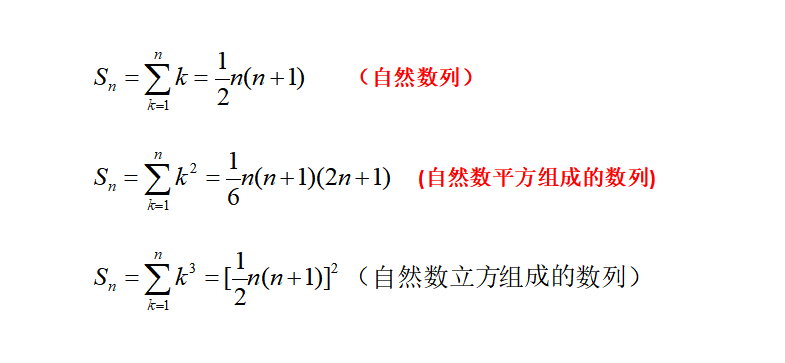 $S_n = \sum_{k=1}^{n} k = \frac{1}{2}n(n+1)$ （自然数列）
$S_n = \sum_{k=1}^{n} k^2 = \frac{1}{6}n(n+1)(2n+1)$ (自然数平方组成的数列)
$S_n = \sum_{k=1}^{n} k^3 = [\frac{1}{2}n(n+1)]^2$ （自然数立方组成的数列）